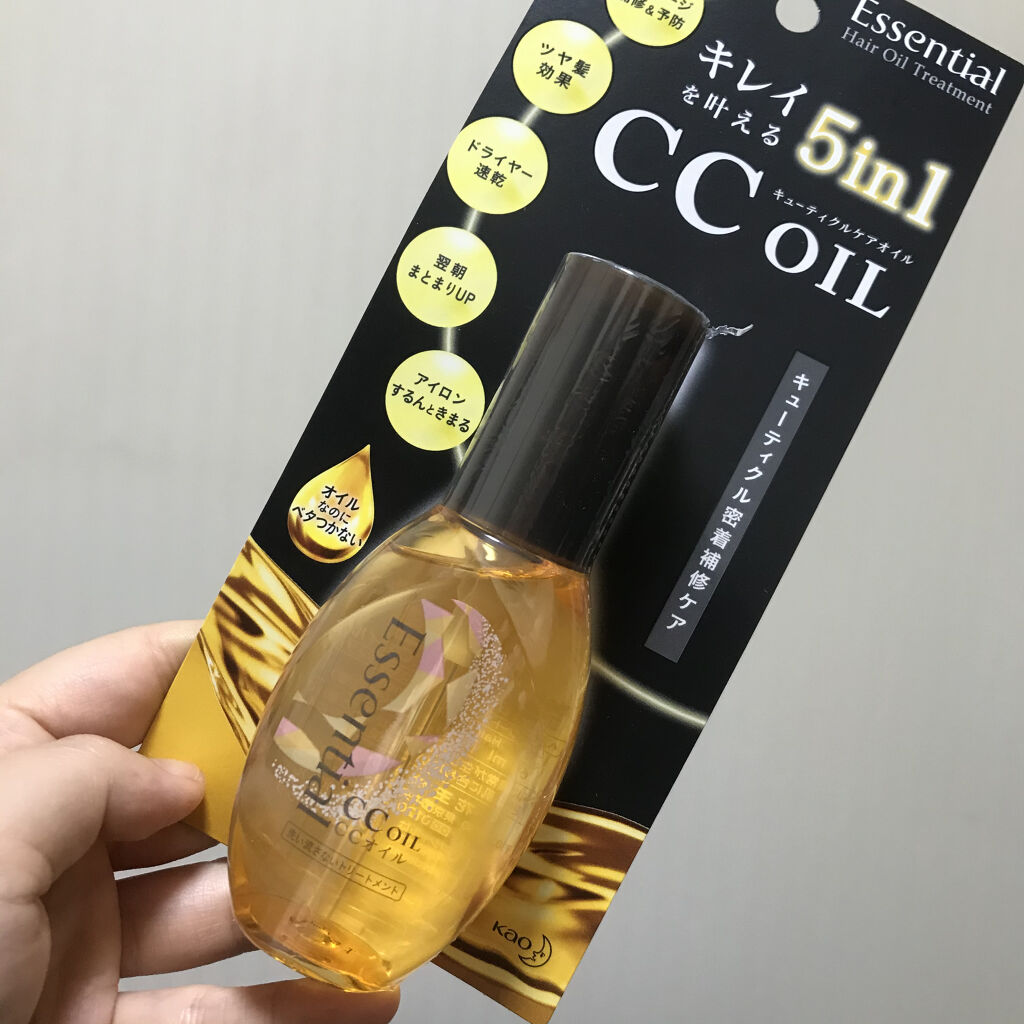 Essential
Hair Oil Treatment
キレイ
を叶える
5in1
CC OIL
キューティクルケアオイル
補修&予防
ツヤ髪
効果
ドライヤー
速乾
翌朝
まとまりUP
アイロン
するんときまる
オイル
なのに
ベタつかない
キューティクル密着補修ケア
Essential
CC OIL
CCオイル
洗い流さないトリートメント
Kao